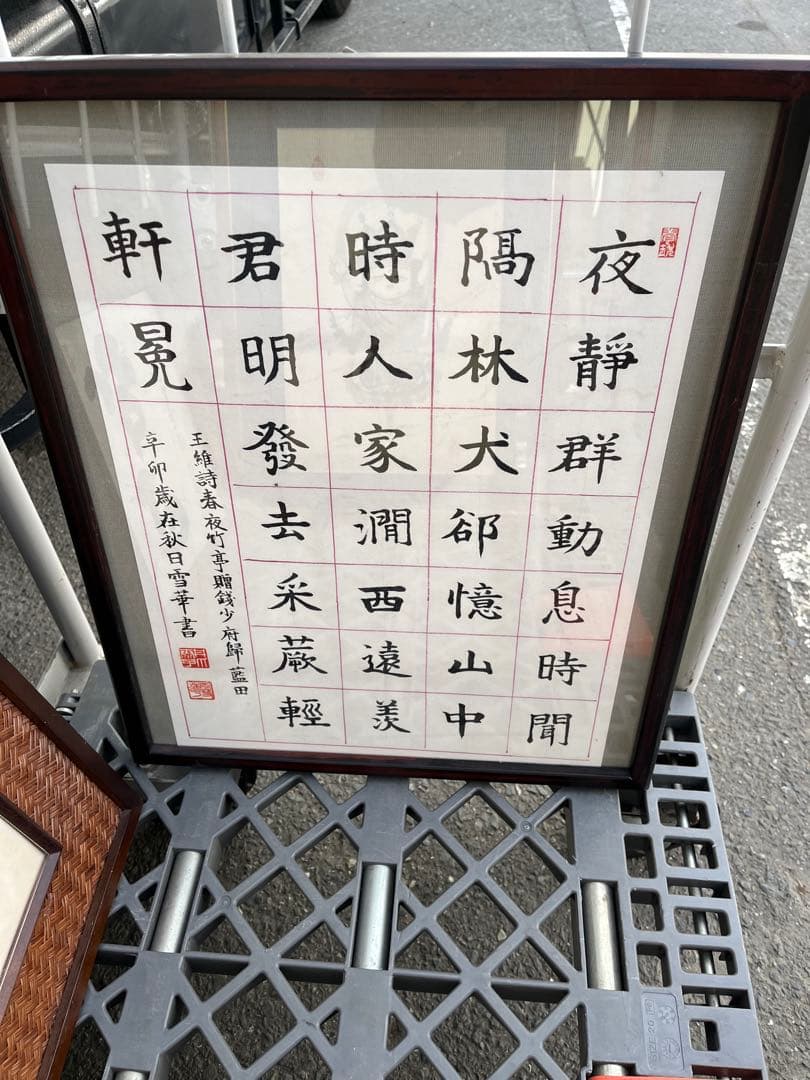 夜靜群動息時聞
隔林犬卻憶山中
時人家澗西遠羨
君明發去采蕨輕
軒冕
王維詩春夜竹亭贈錢少府歸藍田
辛卯歲在秋日雪華書